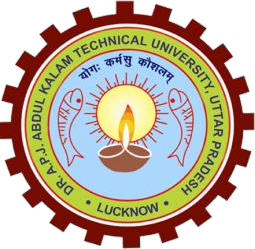 DR. A.P.J. ABDUL KALAM TECHNICAL UNIVERSITY, UTTAR PRADESH
योगः कर्मसु कौशलम्
• LUCKNOW •